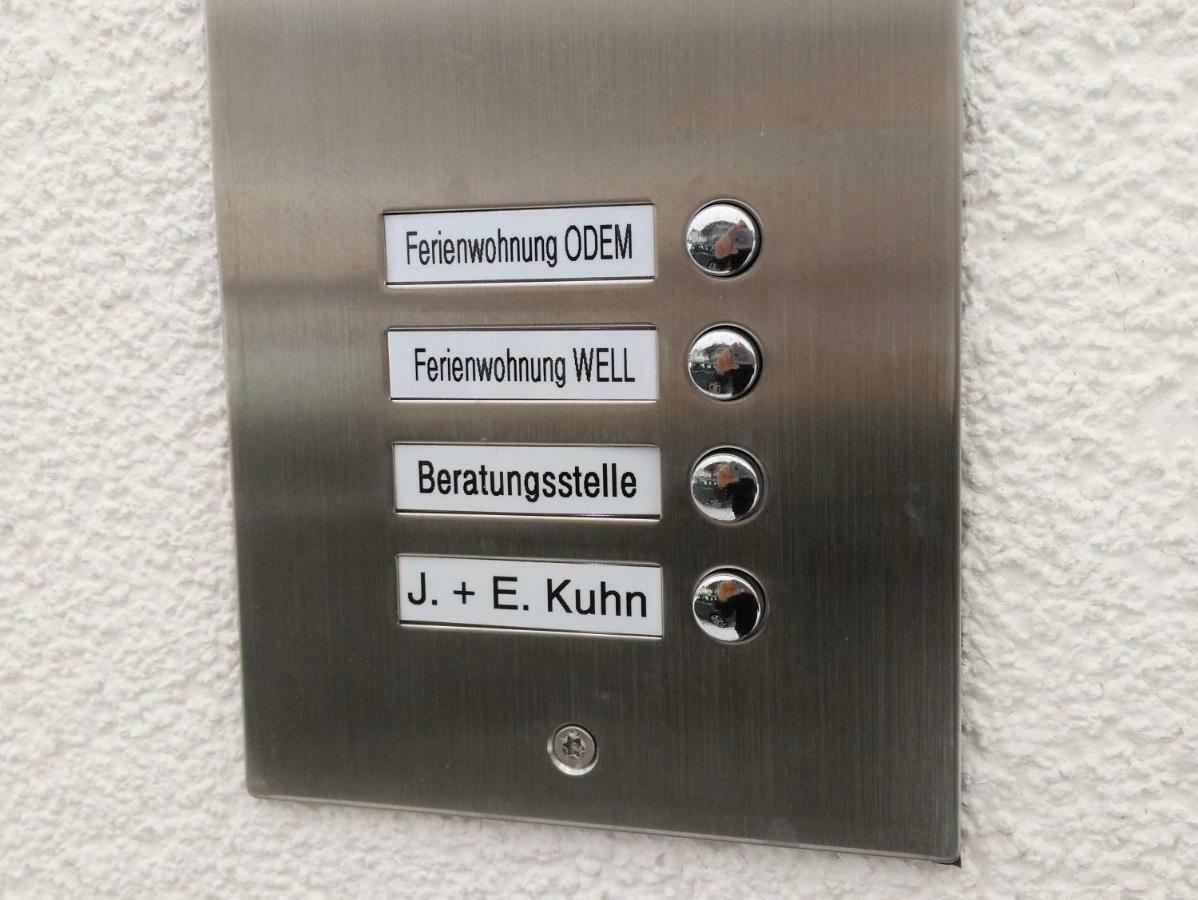 Ferienwohnung ODEM
Ferienwohnung WELL
Beratungsstelle
J. + E. Kuhn